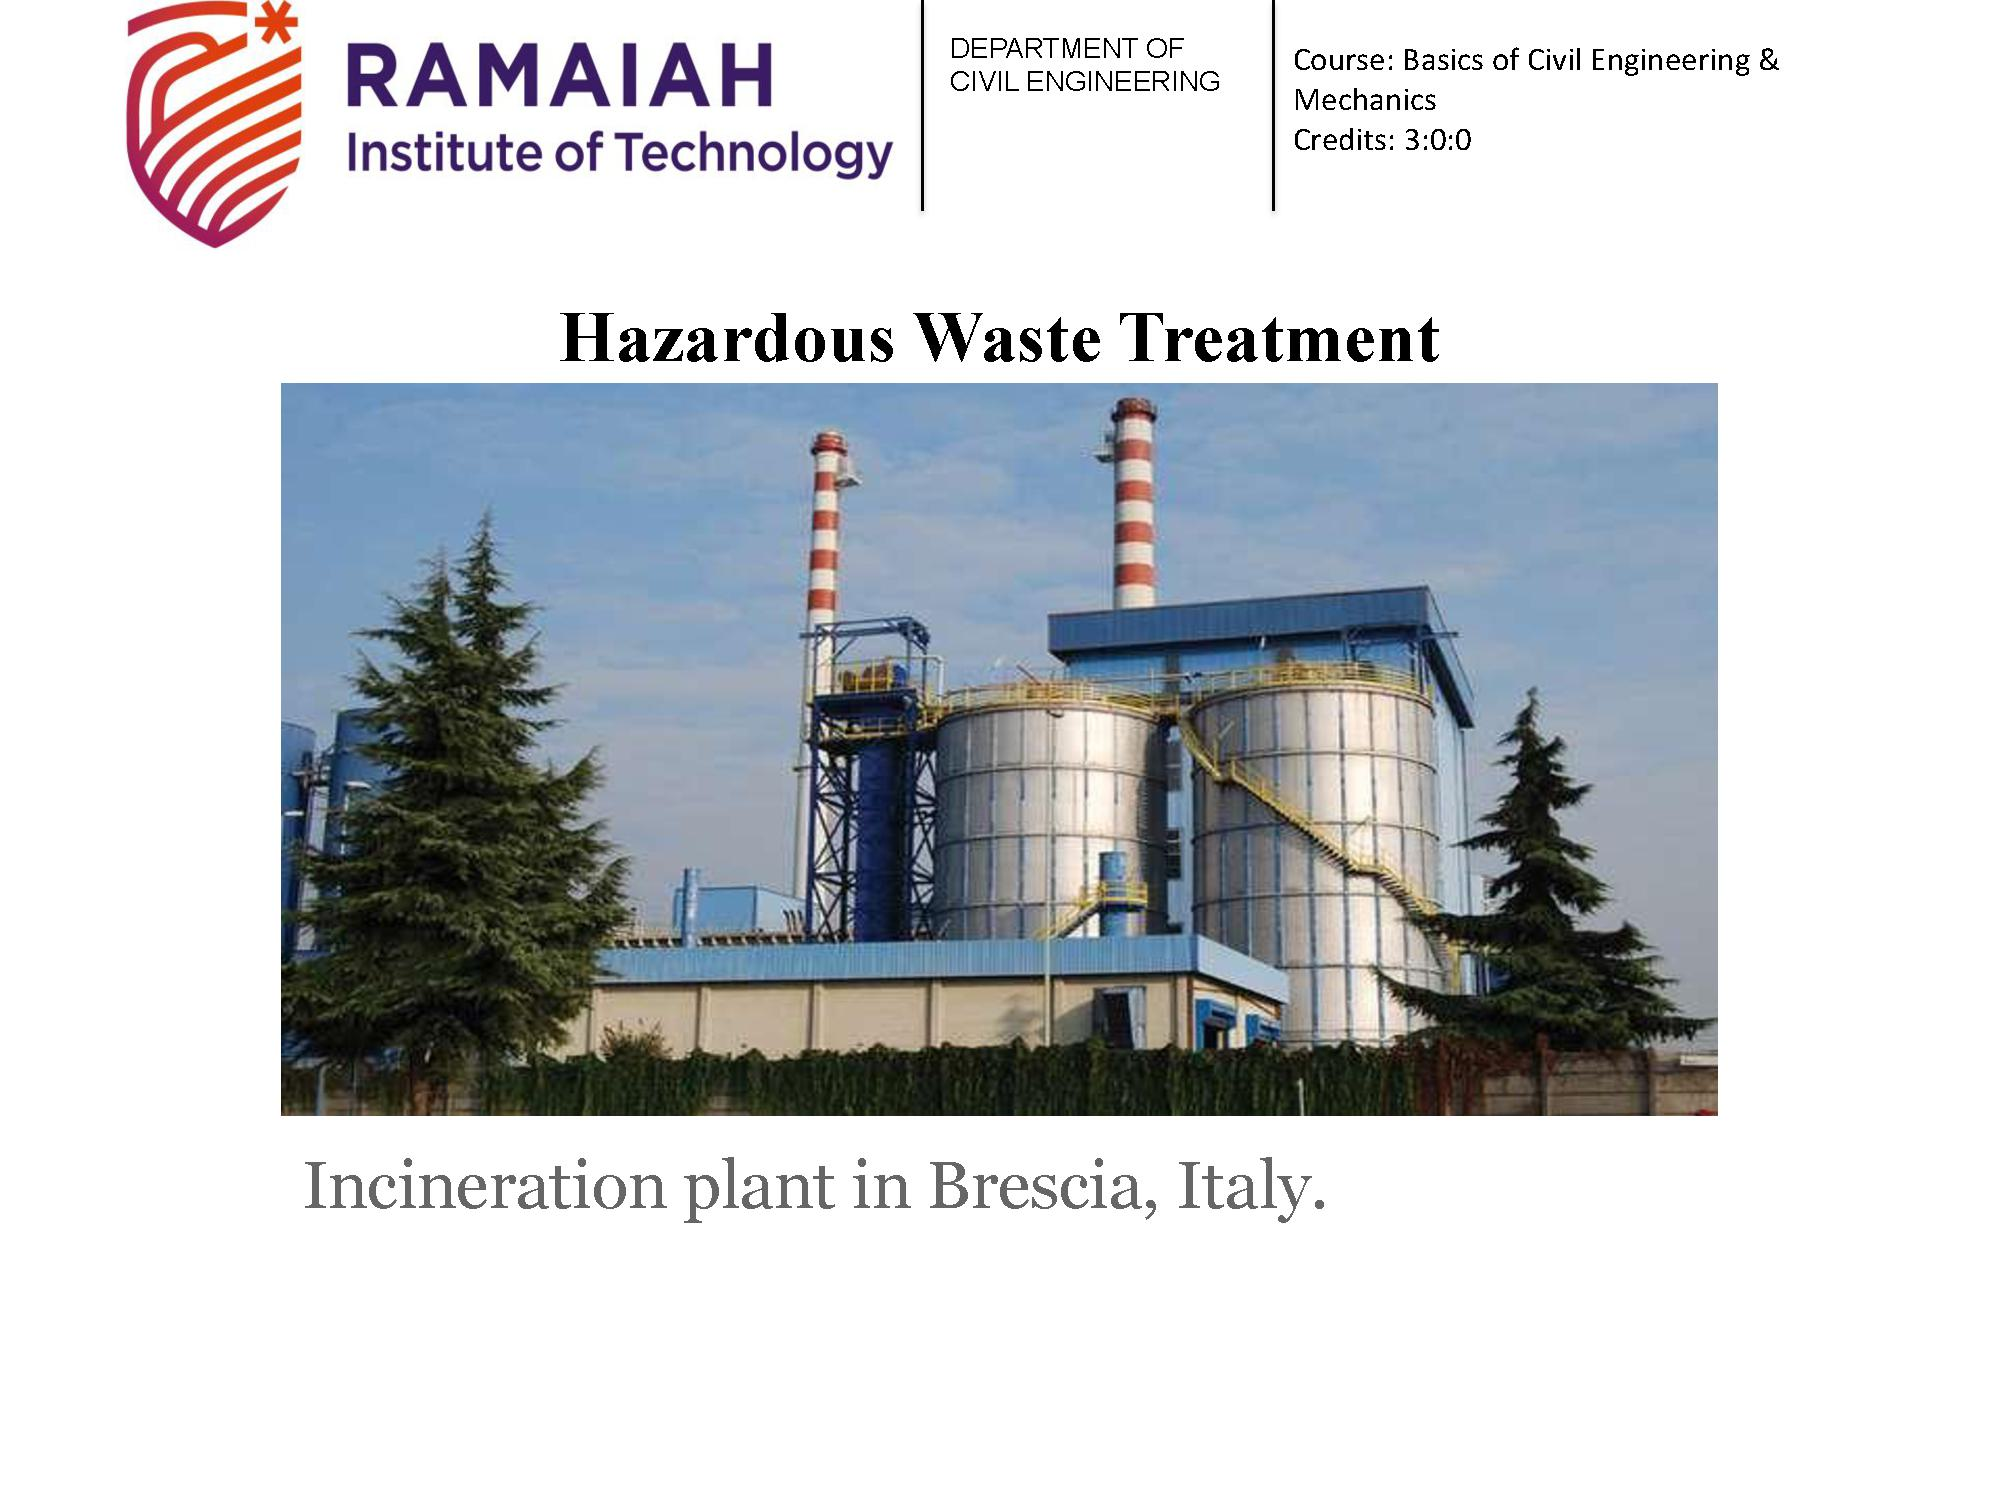 RAMAIAH
Institute of Technology
DEPARTMENT OF
CIVIL ENGINEERING
Course: Basics of Civil Engineering &
Mechanics
Credits: 3:0:0
Hazardous Waste Treatment
Incineration plant in Brescia, Italy.